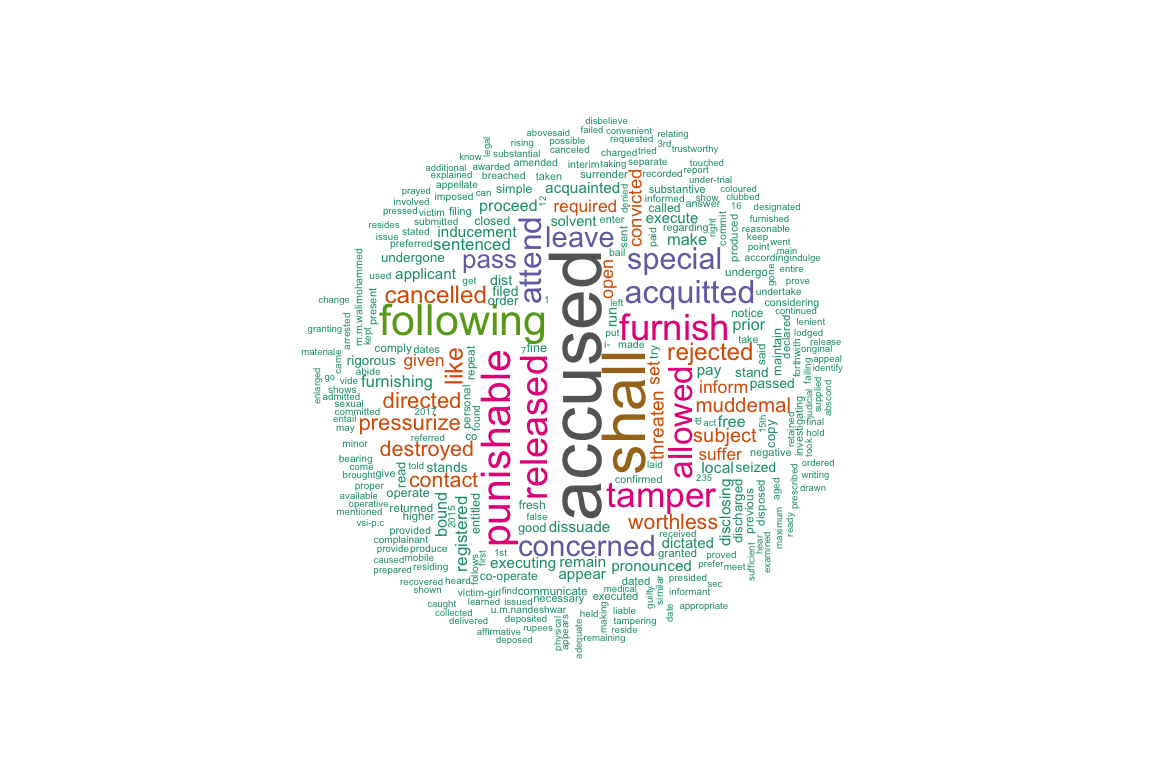 disbelieve
abovesaid
failed
convenient
relating
legal
rising
possible
requested
3rd
substantial
canceled
charged
tried
trustworthy
know
additional
awarded
amended
interim
taking
separate
touched
explained
breached
taken
surrender
recorded
report
under-trial
prayed
appellate
can
simple
acquainted
denied
convicted
substantive
coloured
involved
imposed
12
required
informed
show
clubbed
pressed
victim
filing
proceed
called
answer
16
designated
resides
submitted
closed
solvent
enter
execute
commit
furnished
stated
inducement
attend
leave
sent
paid
regarding
right
produced
reasonable
issue
preferred
sentenced
make
keep
point
went
main
undergone
pass
bail
special
according
indulge
used
applicant
get
dist
open
undergo
gone
entire
prove
m.m.walimohammed
present
cancelled
filed
order
1
accused
left
acquitted
undertake
considering
change
following
run
furnish
notice
continued
granting
arrested
kept
put
prior
declared
lenient
lodged
material
came
comply
dates
7
fine
i-
made
take
maintain
forthwith
release
original
rigorous
given
like
repeat
punishable
released
shall
try
rejected
said
appeal
abide
identify
enlarged
go
vide
furnishing
set
allowed
pay
stand
passed
failing
shows
admitted
directed
personal
inform
supplied
abscond
sexual
committed
2017
found
muddemal
judicial
entail
pressurize
threaten
act
free
15th
copy
retained
investigating
final
may
referred
co
subject
took
hold
minor
destroyed
suffer
negative
bearing
come
told
stands
laid
local
seized
ordered
brought
give
read
contact
confirmed
235
writing
proper
available
operate
tamper
disclosing
discharged
previous
disposed
aged
prescribed
drawn
operative
mentioned
returned
bound
2015
registered
entitled
fresh
false
vsi-p.c
higher
good
dissuade
worthless
maximum
ready
provided
received
complainant
concerned
dictated
sufficient
hear
examined
provide
produce
follows
first
1st
granted
proved
caused
mobile
executing
remain
pronounced
prefer
meet
prepared
residing
co-operate
appear
presided
recovered
heard
dated
sec
shown
victim-girl
find
communicate
medical
guilty
similar
informant
caught
learned
issued
necessary
executed
date
appropriate
collected
u.m.nandeshwar
held
making
liable
delivered
deposited
tampering
affirmative
rupees
physical
appears
adequate
reside
deposed
remaining